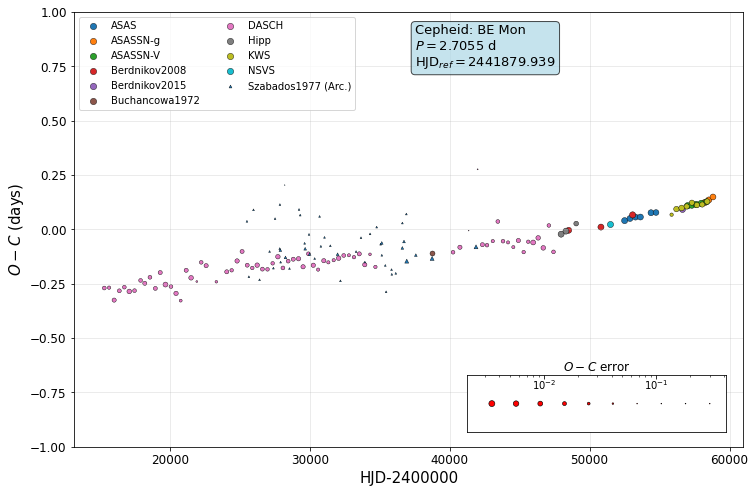 ASAS
ASASSN-g
ASASSN-V
Berdnikov2008
Berdnikov2015
Buchancowa1972
DASCH
Hipp
KWS
NSVS
Szabados1977 (Arc.)
Cepheid: BE Mon
P = 2.7055 d
HJD_ref = 2441879.939
1.00
0.75
0.50
0.25
0.00
−0.25
−0.50
−0.75
−1.00
O − C (days)
O − C error
10^−2
10^−1
20000
30000
40000
50000
60000
HJD-2400000